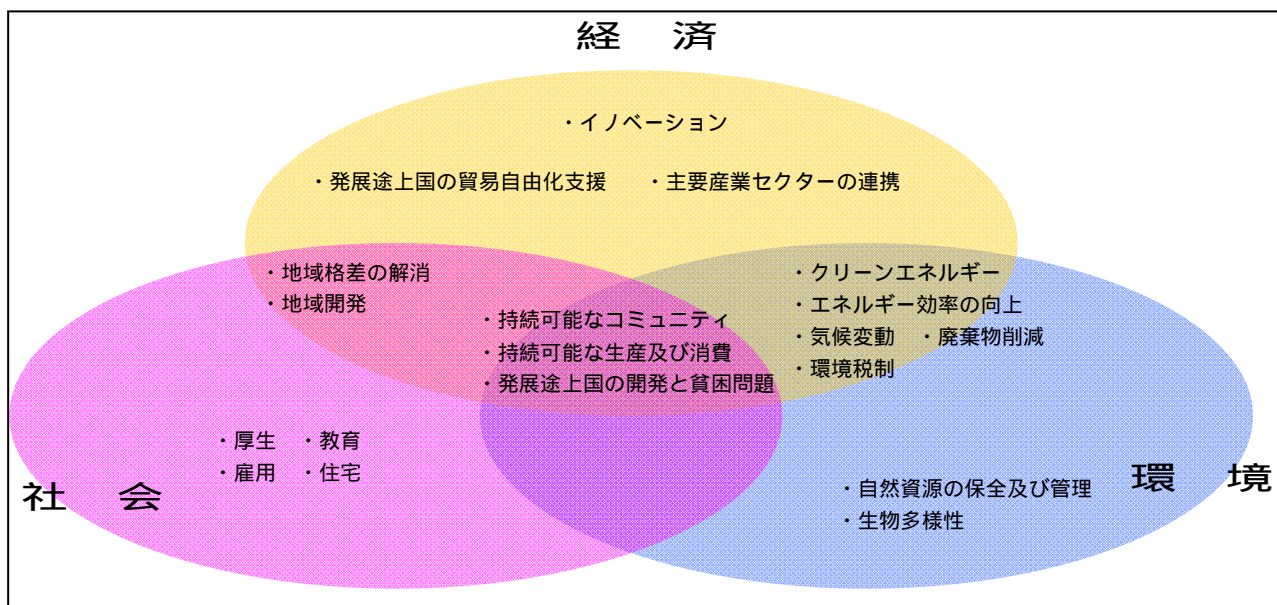 経 済
・イノベーション
・発展途上国の貿易自由化支援 ・主要産業セクターの連携
・地域格差の解消
・地域開発
・クリーンエネルギー
・エネルギー効率の向上
・気候変動 ・廃棄物削減
・環境税制
・持続可能なコミュニティ
・持続可能な生産及び消費
・発展途上国の開発と貧困問題
・厚生 ・教育
・雇用 ・住宅
社 会
環 境
・自然資源の保全及び管理
・生物多様性